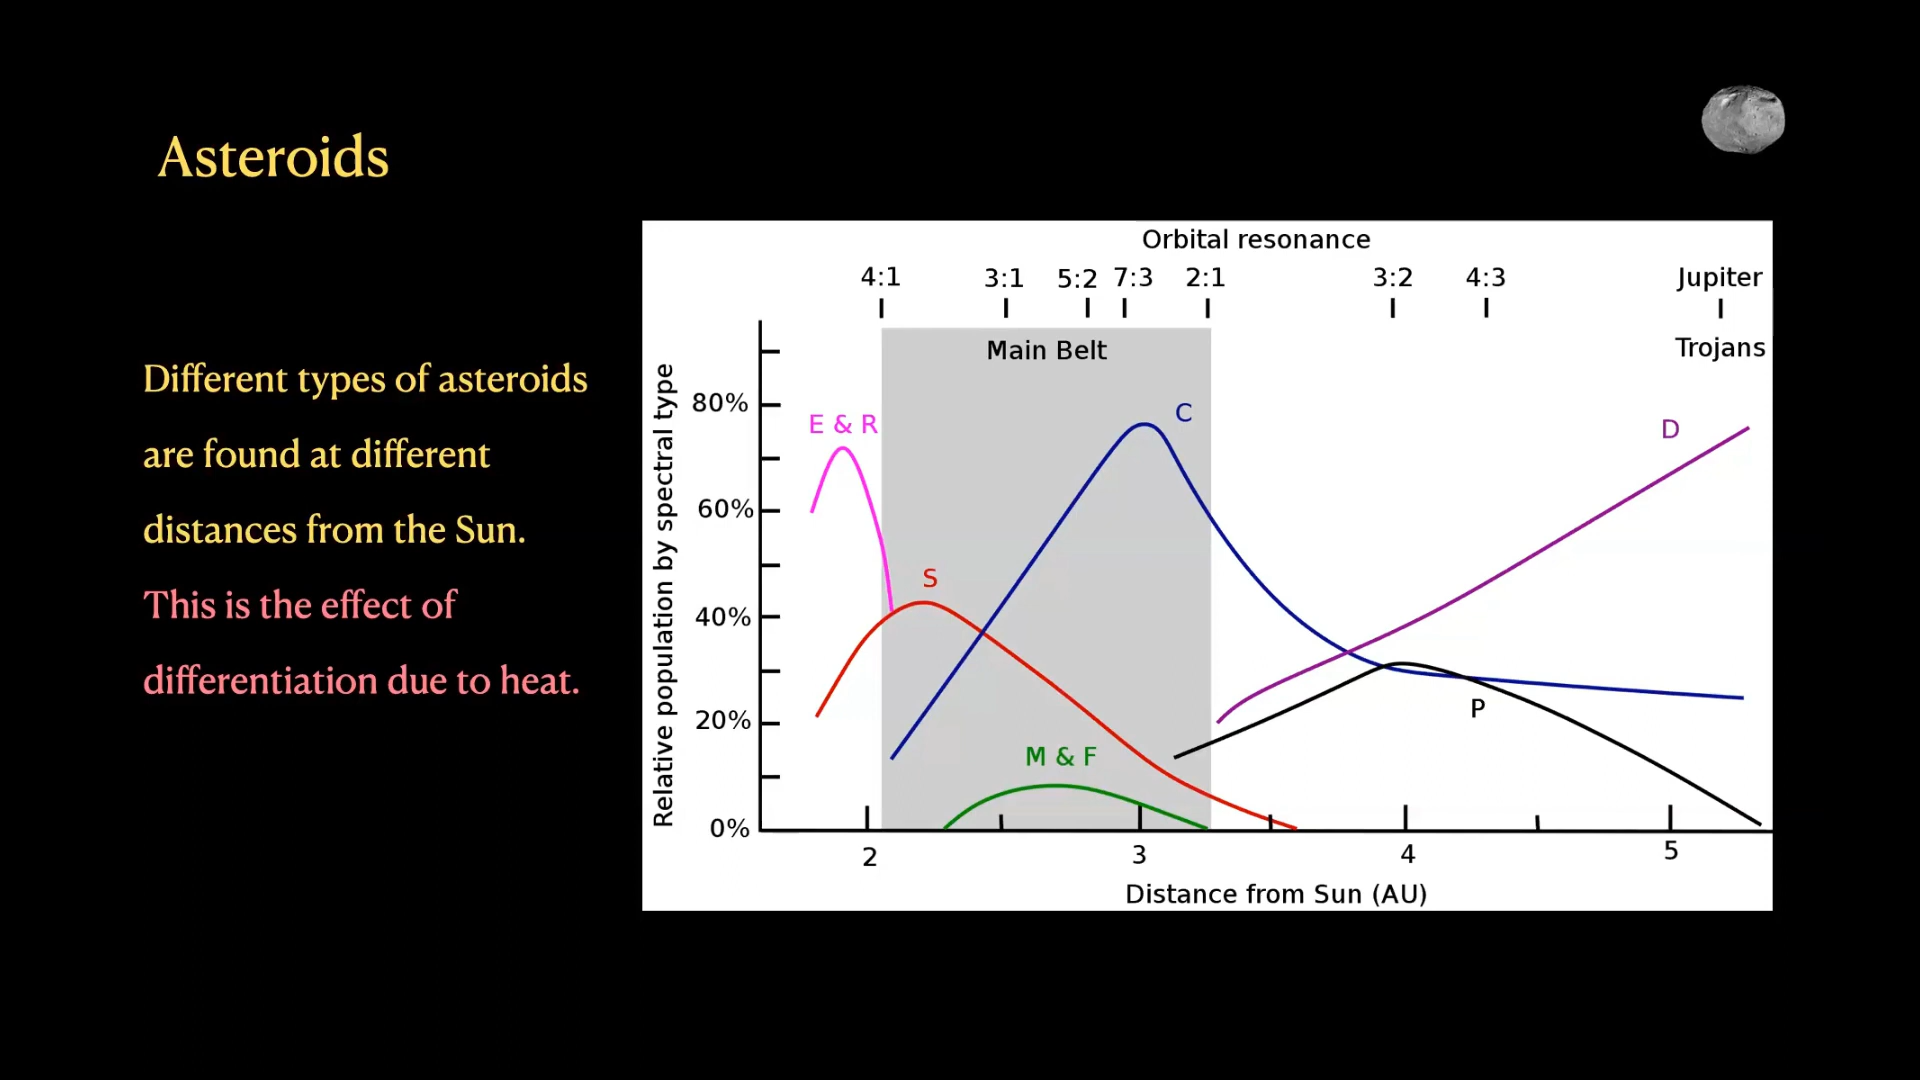 Asteroids
Different types of asteroids
are found at different
distances from the Sun.
This is the effect of
differentiation due to heat.
Orbital resonance
4:1 3:1 5:2 7:3 2:1 3:2 4:3 Jupiter
Main Belt Trojans
Relative population by spectral type
80%
60%
40%
20%
0%
E & R
C
D
S
P
M & F
2 3 4 5
Distance from Sun (AU)